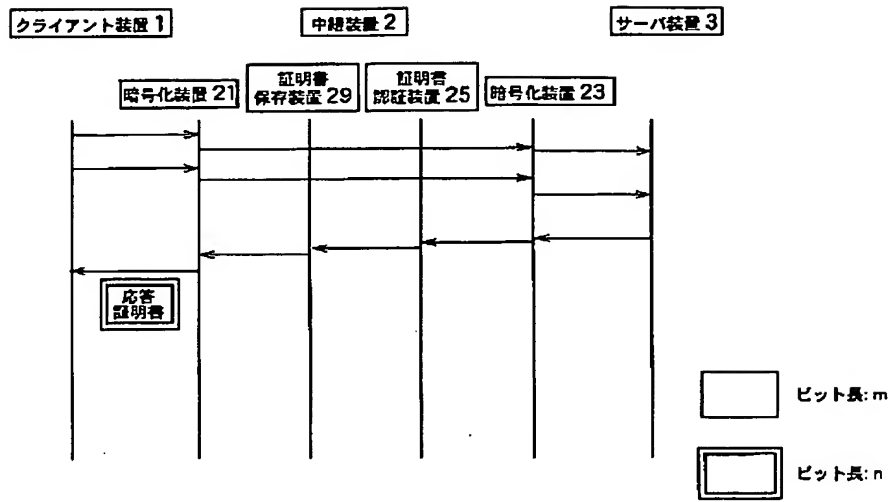 クライアント装置 1
中継装置 2
サーバ装置 3
暗号化装置 21
証明書
保存装置 29
証明書
認証装置 25
暗号化装置 23
応答
証明書
ビット長: m
ビット長: n